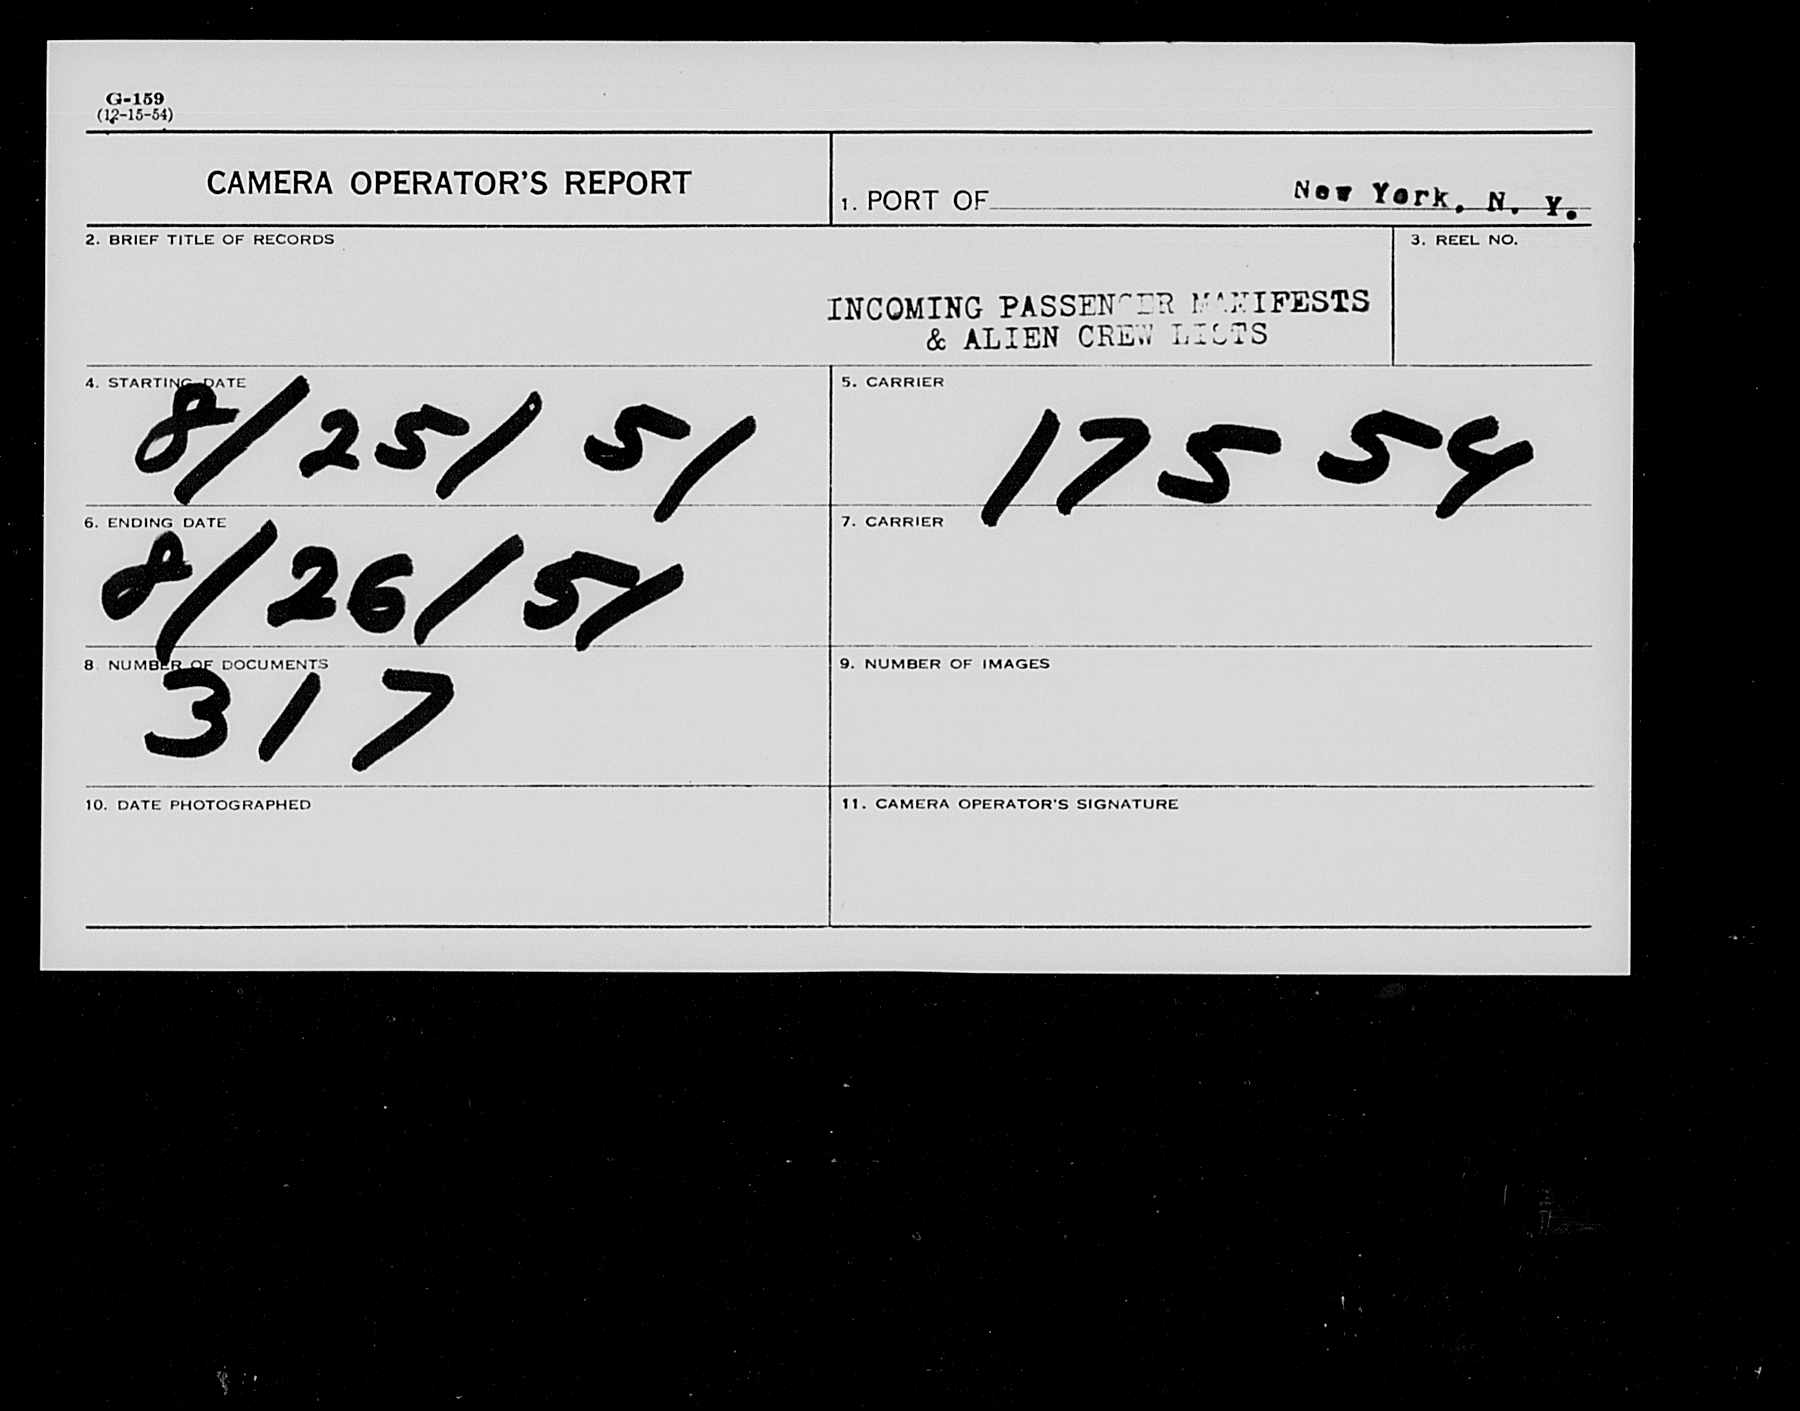 G-159
(12-15-54)
CAMERA OPERATOR'S REPORT
1. PORT OF New York, N. Y.
2. BRIEF TITLE OF RECORDS
3. REEL NO.
INCOMING PASSENGER MANIFESTS
& ALIEN CREW LISTS
4. STARTING DATE
8/25/51
5. CARRIER
17554
6. ENDING DATE
8/26/51
7. CARRIER
8 NUMBER OF DOCUMENTS
317
9. NUMBER OF IMAGES
10. DATE PHOTOGRAPHED
11. CAMERA OPERATOR'S SIGNATURE